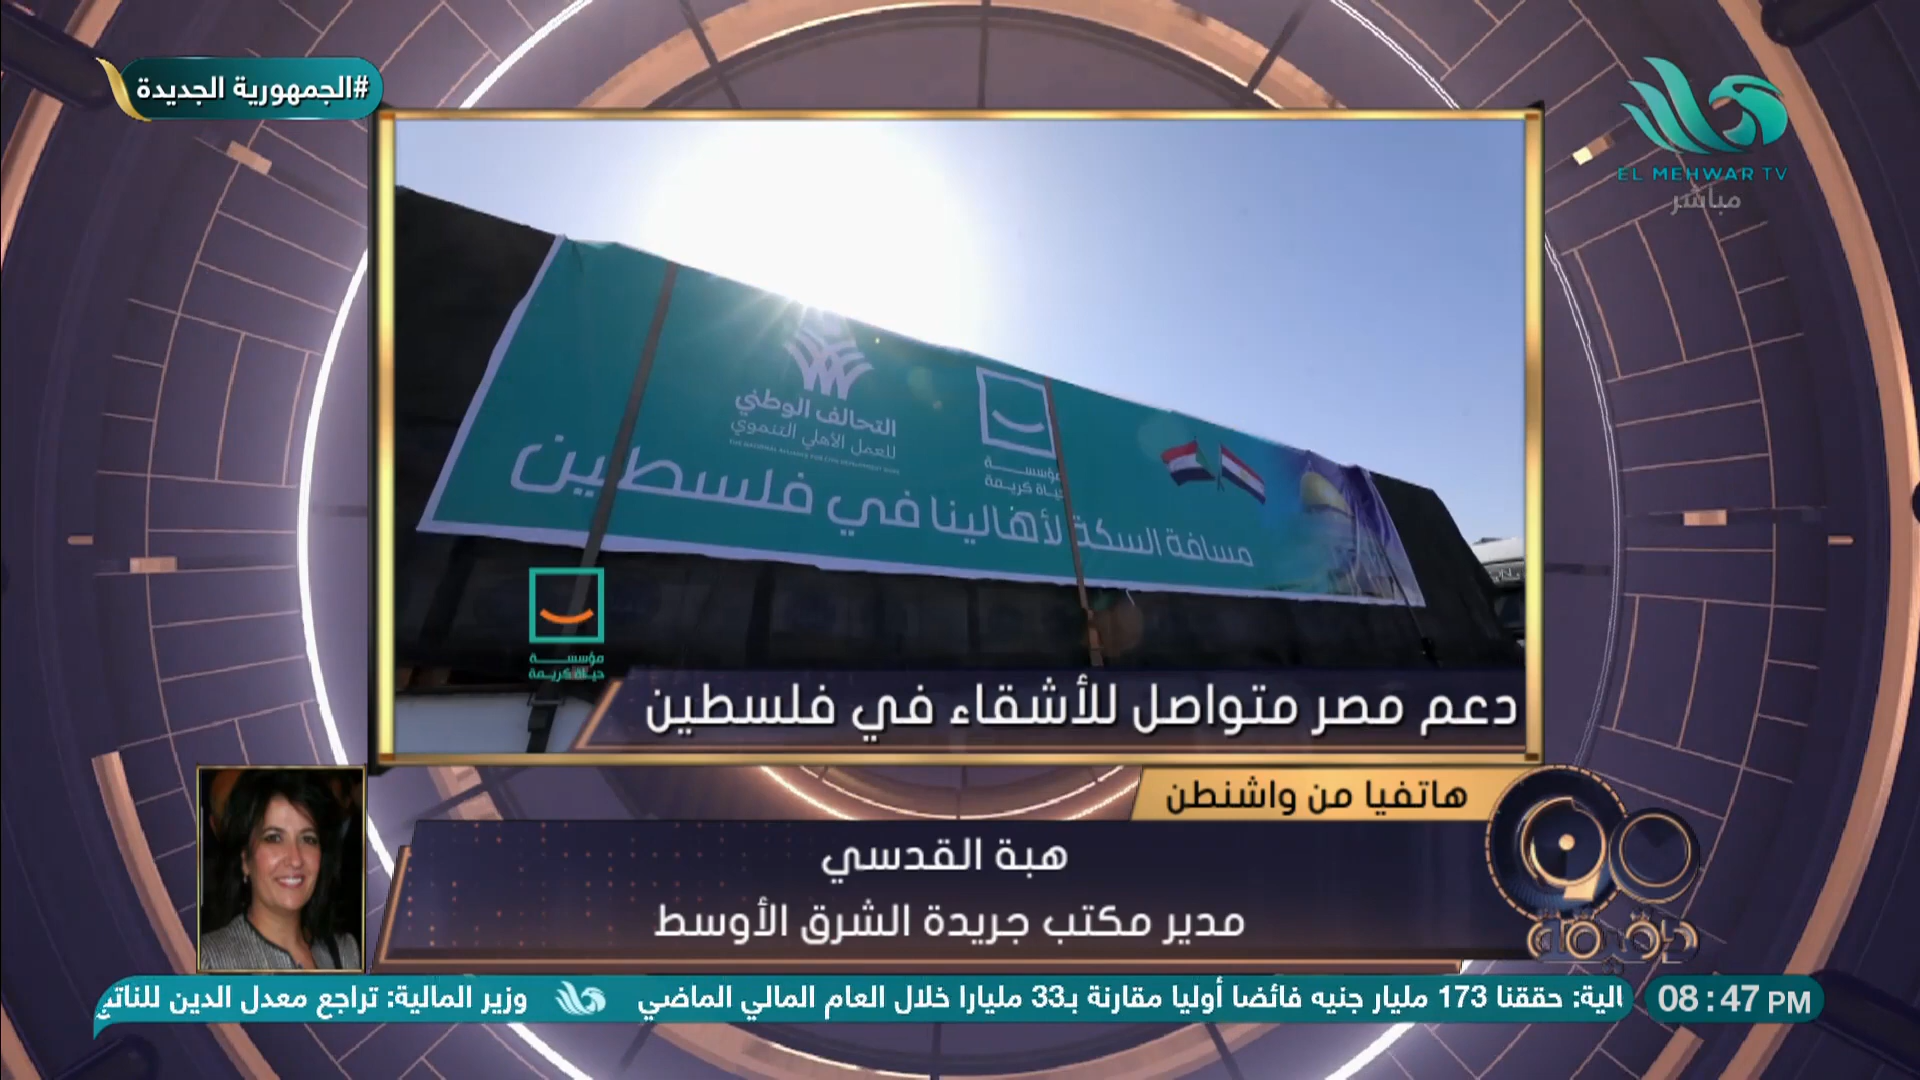 #الجمهورية الجديدة
EL MEHWAR TV
مباشر
التحالف الوطني
للعمل الأهلي التنموي
مؤسسة
حياة كريمة
مسافة السكة لأهالينا في فلسطين
مؤسسة
حياة كريمة
دعم مصر متواصل للأشقاء في فلسطين
هاتفيا من واشنطن
هبة القدسي
مدير مكتب جريدة الشرق الأوسط
90
دقيقة
الية: حققنا 173 مليار جنيه فائضا أوليا مقارنة بـ33 مليارا خلال العام المالي الماضي
وزير المالية: تراجع معدل الدين للناتج
08:47 PM